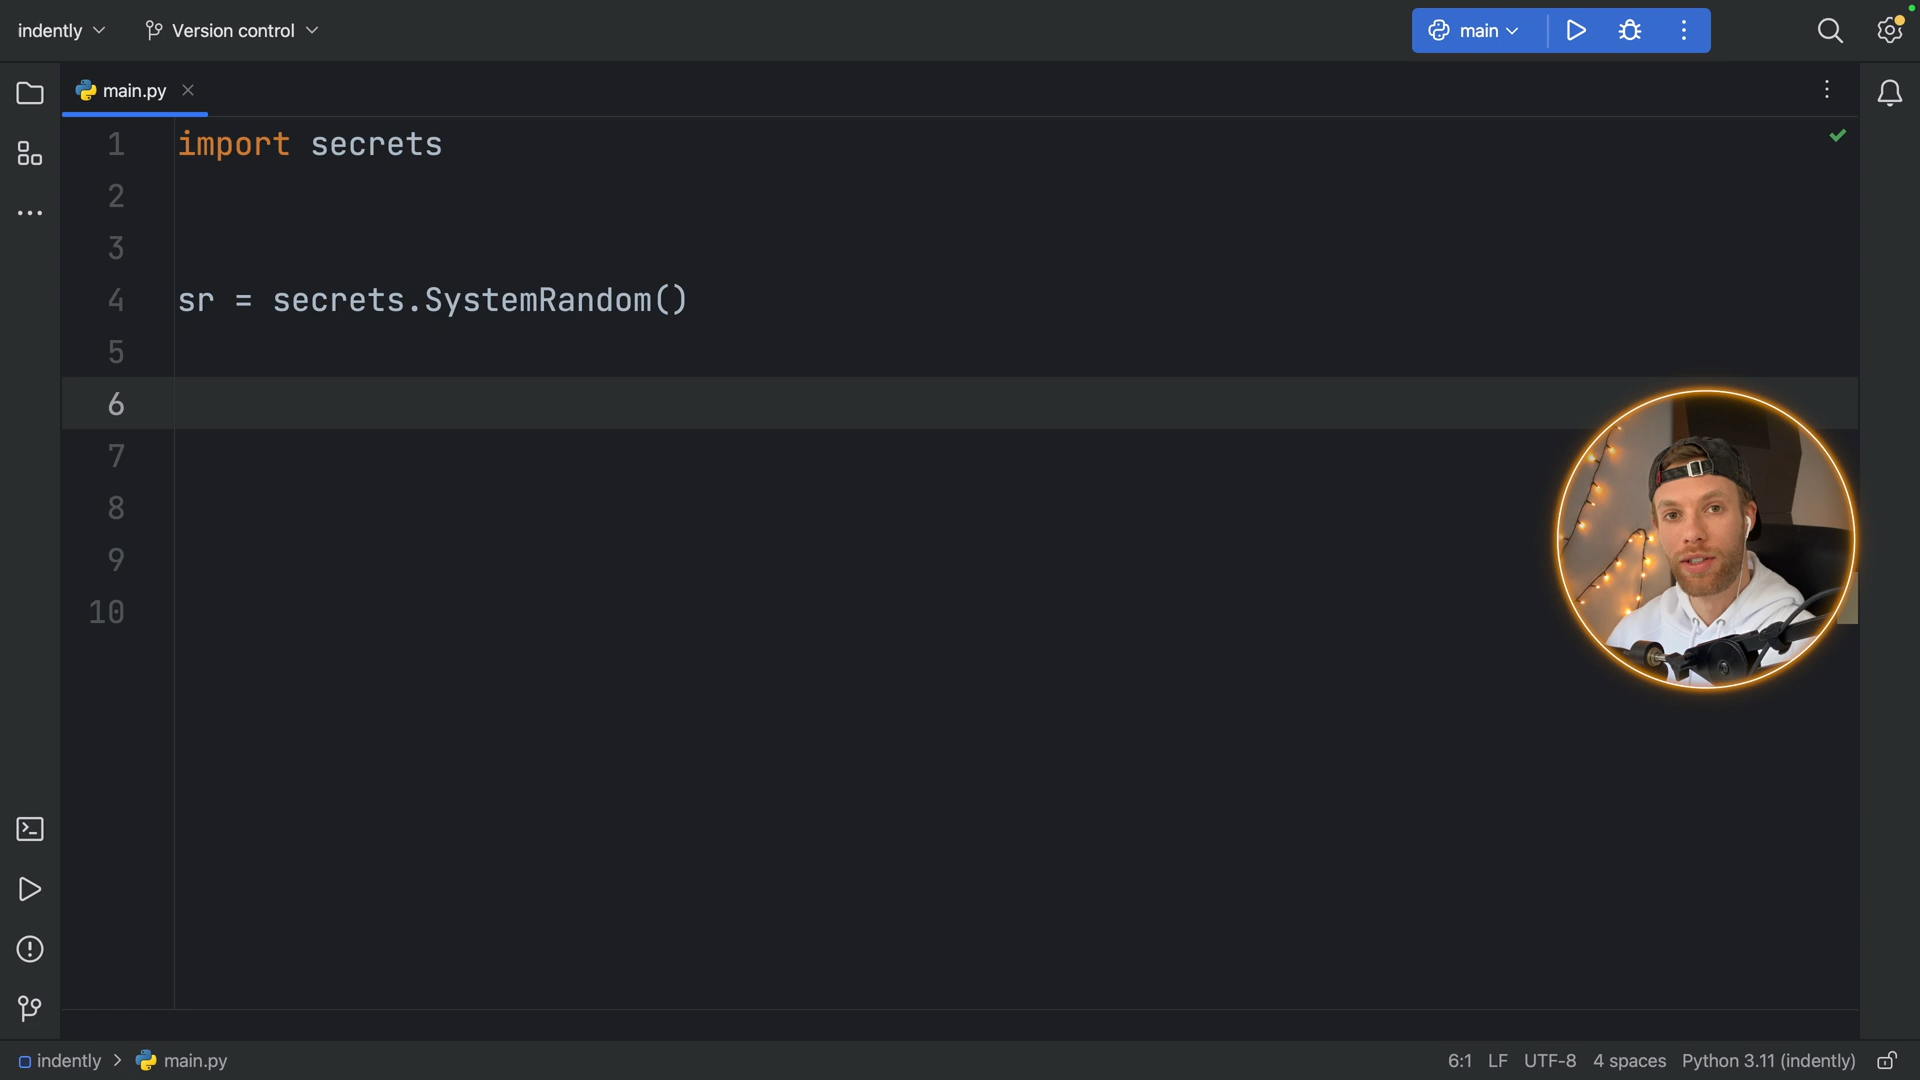 indently
Version control
main
main.py
1 import secrets
2
3
4 sr = secrets.SystemRandom()
5
6
7
8
9
10
indently > main.py
6:1 LF UTF-8 4 spaces Python 3.11 (indently)